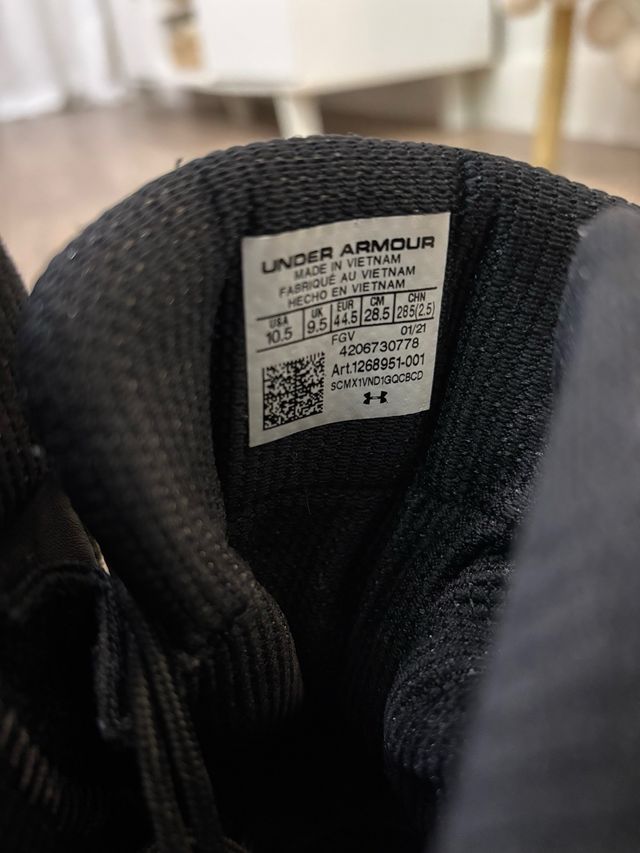 UNDER ARMOUR
MADE IN VIETNAM
FABRIQUÉ AU VIETNAM
HECHO EN VIETNAM
USA UK EUR CM CHN
10.5 9.5 44.5 28.5 285(2.5)
FGV 01/21
4206730778
Art.1268951-001
SCMX1VND1GQCBCD